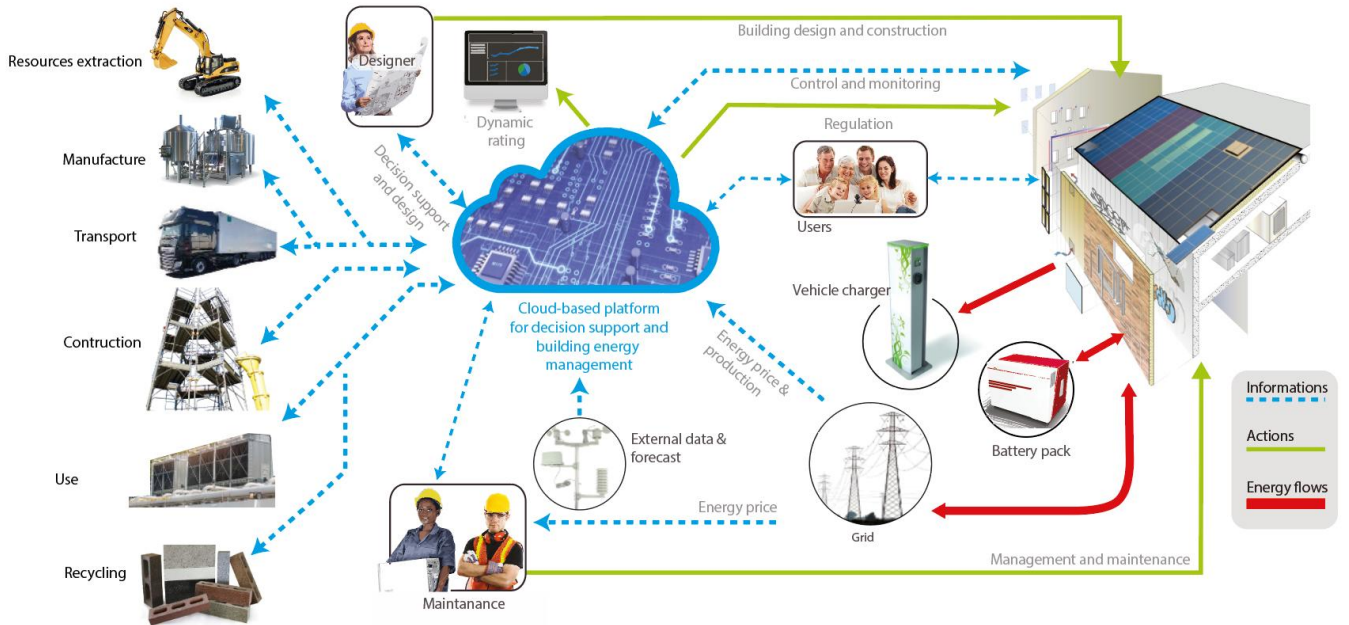 Resources extraction
Manufacture
Transport
Contruction
Use
Recycling
Designer
Dynamic
rating
Decision support
and design
Building design and construction
Control and monitoring
Regulation
Users
Vehicle charger
Battery pack
Cloud-based platform
for decision support and
building energy
management
Energy price &
production
External data &
forecast
Energy price
Grid
Maintanance
Management and maintenance
Informations
Actions
Energy flows